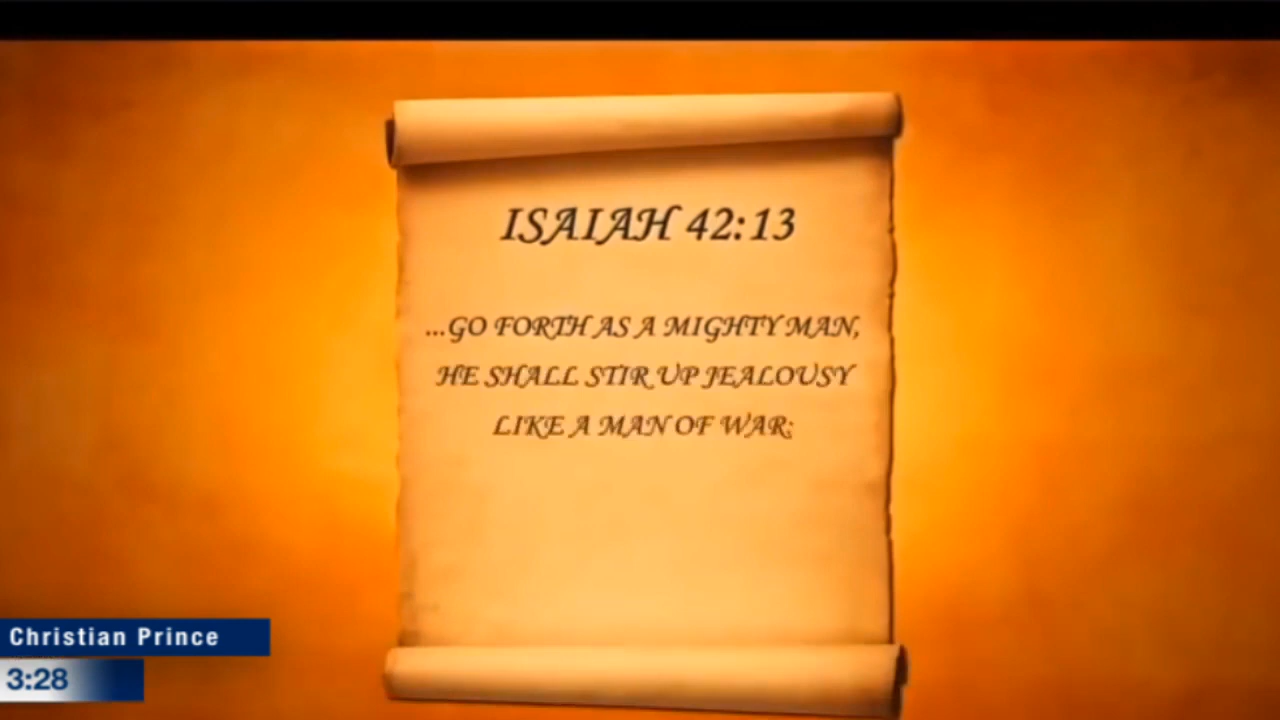 ISAIAH 42:13
...GO FORTH AS A MIGHTY MAN,
HE SHALL STIR UP JEALOUSY
LIKE A MAN OF WAR:
Christian Prince
3:28